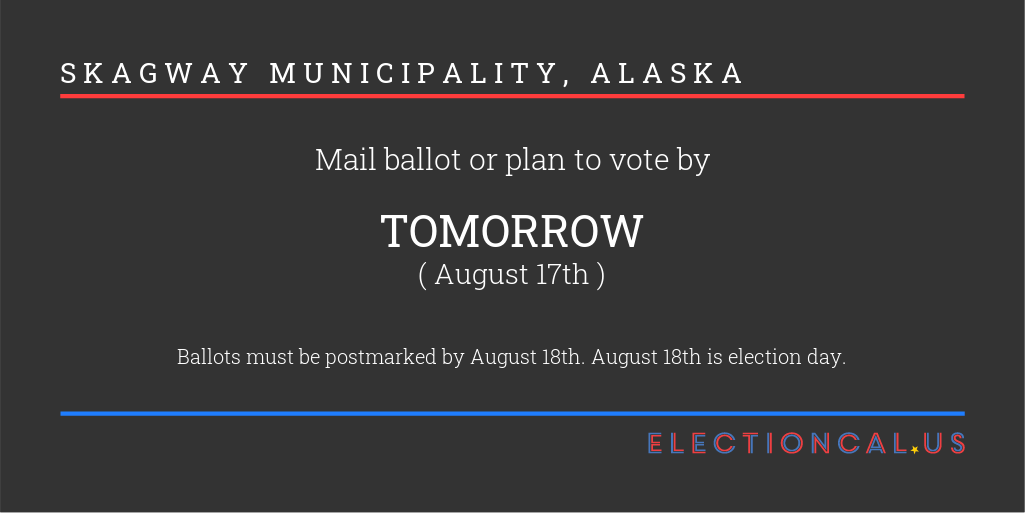 SKAGWAY MUNICIPALITY, ALASKA
Mail ballot or plan to vote by
TOMORROW
( August 17th )
Ballots must be postmarked by August 18th. August 18th is election day.
ELECTIONCAL.US